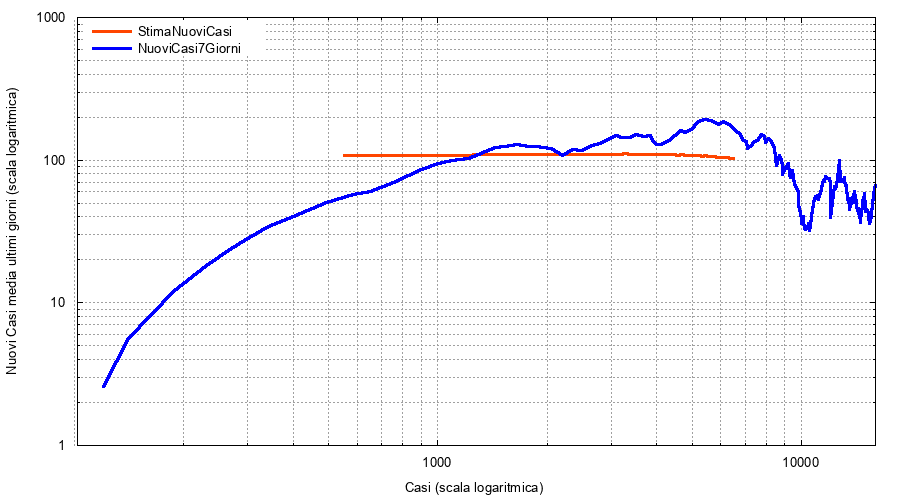 1000
StimaNuoviCasi
NuoviCasi7Giorni
100
10
1
1000
10000
Nuovi Casi media ultimi giorni (scala logaritmica)
Casi (scala logaritmica)